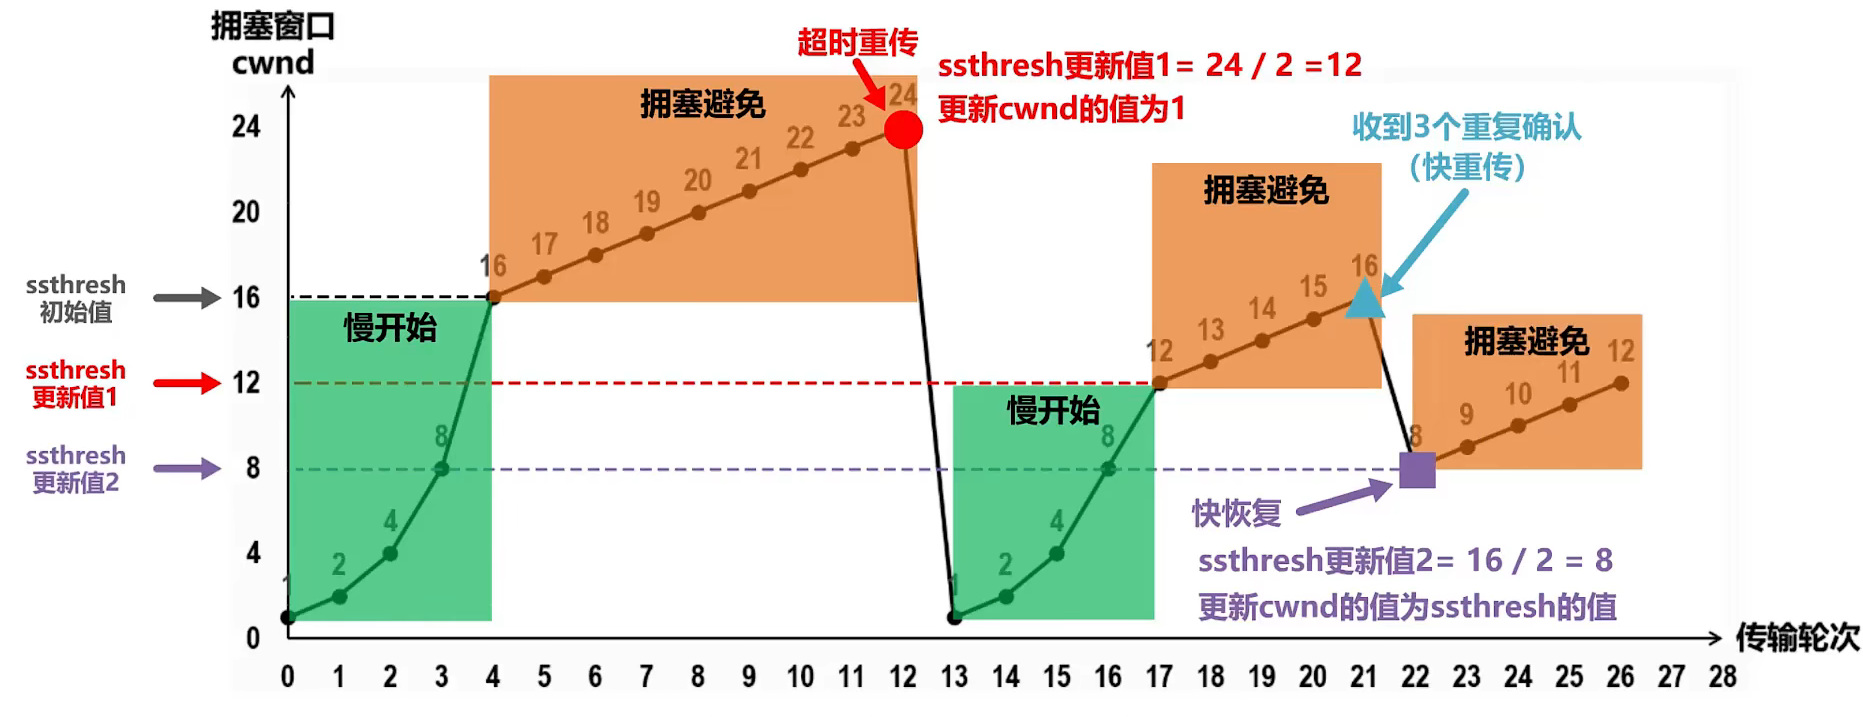 拥塞窗口
cwnd
超时重传
ssthresh更新值1= 24 / 2 =12
更新cwnd的值为1
拥塞避免
24
23
22
21
20
19
18
17
16
收到3个重复确认
（快重传）
拥塞避免
16
15
14
13
12
拥塞避免
12
11
10
9
8
慢开始
8
4
2
1
慢开始
8
4
2
1
24
20
16
12
8
4
0
ssthresh
初始值
ssthresh
更新值1
ssthresh
更新值2
快恢复
ssthresh更新值2= 16 / 2 = 8
更新cwnd的值为ssthresh的值
传输轮次
0 1 2 3 4 5 6 7 8 9 10 11 12 13 14 15 16 17 18 19 20 21 22 23 24 25 26 27 28